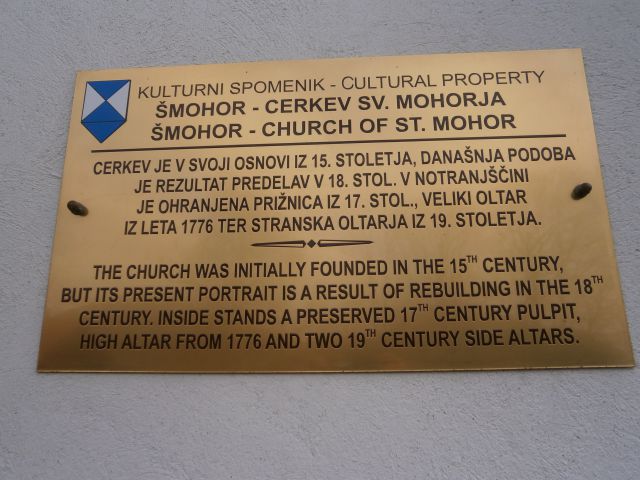 KULTURNI SPOMENIK - CULTURAL PROPERTY
ŠMOHOR - CERKEV SV. MOHORJA
ŠMOHOR - CHURCH OF ST. MOHOR
CERKEV JE V SVOJI OSNOVI IZ 15. STOLETJA, DANAŠNJA PODOBA
JE REZULTAT PREDELAV V 18. STOL. V NOTRANJŠČINI
JE OHRANJENA PRIŽNICA IZ 17. STOL., VELIKI OLTAR
IZ LETA 1776 TER STRANSKA OLTARJA IZ 19. STOLETJA.
THE CHURCH WAS INITIALLY FOUNDED IN THE 15TH CENTURY,
BUT ITS PRESENT PORTRAIT IS A RESULT OF REBUILDING IN THE 18TH
CENTURY. INSIDE STANDS A PRESERVED 17TH CENTURY PULPIT,
HIGH ALTAR FROM 1776 AND TWO 19TH CENTURY SIDE ALTARS.